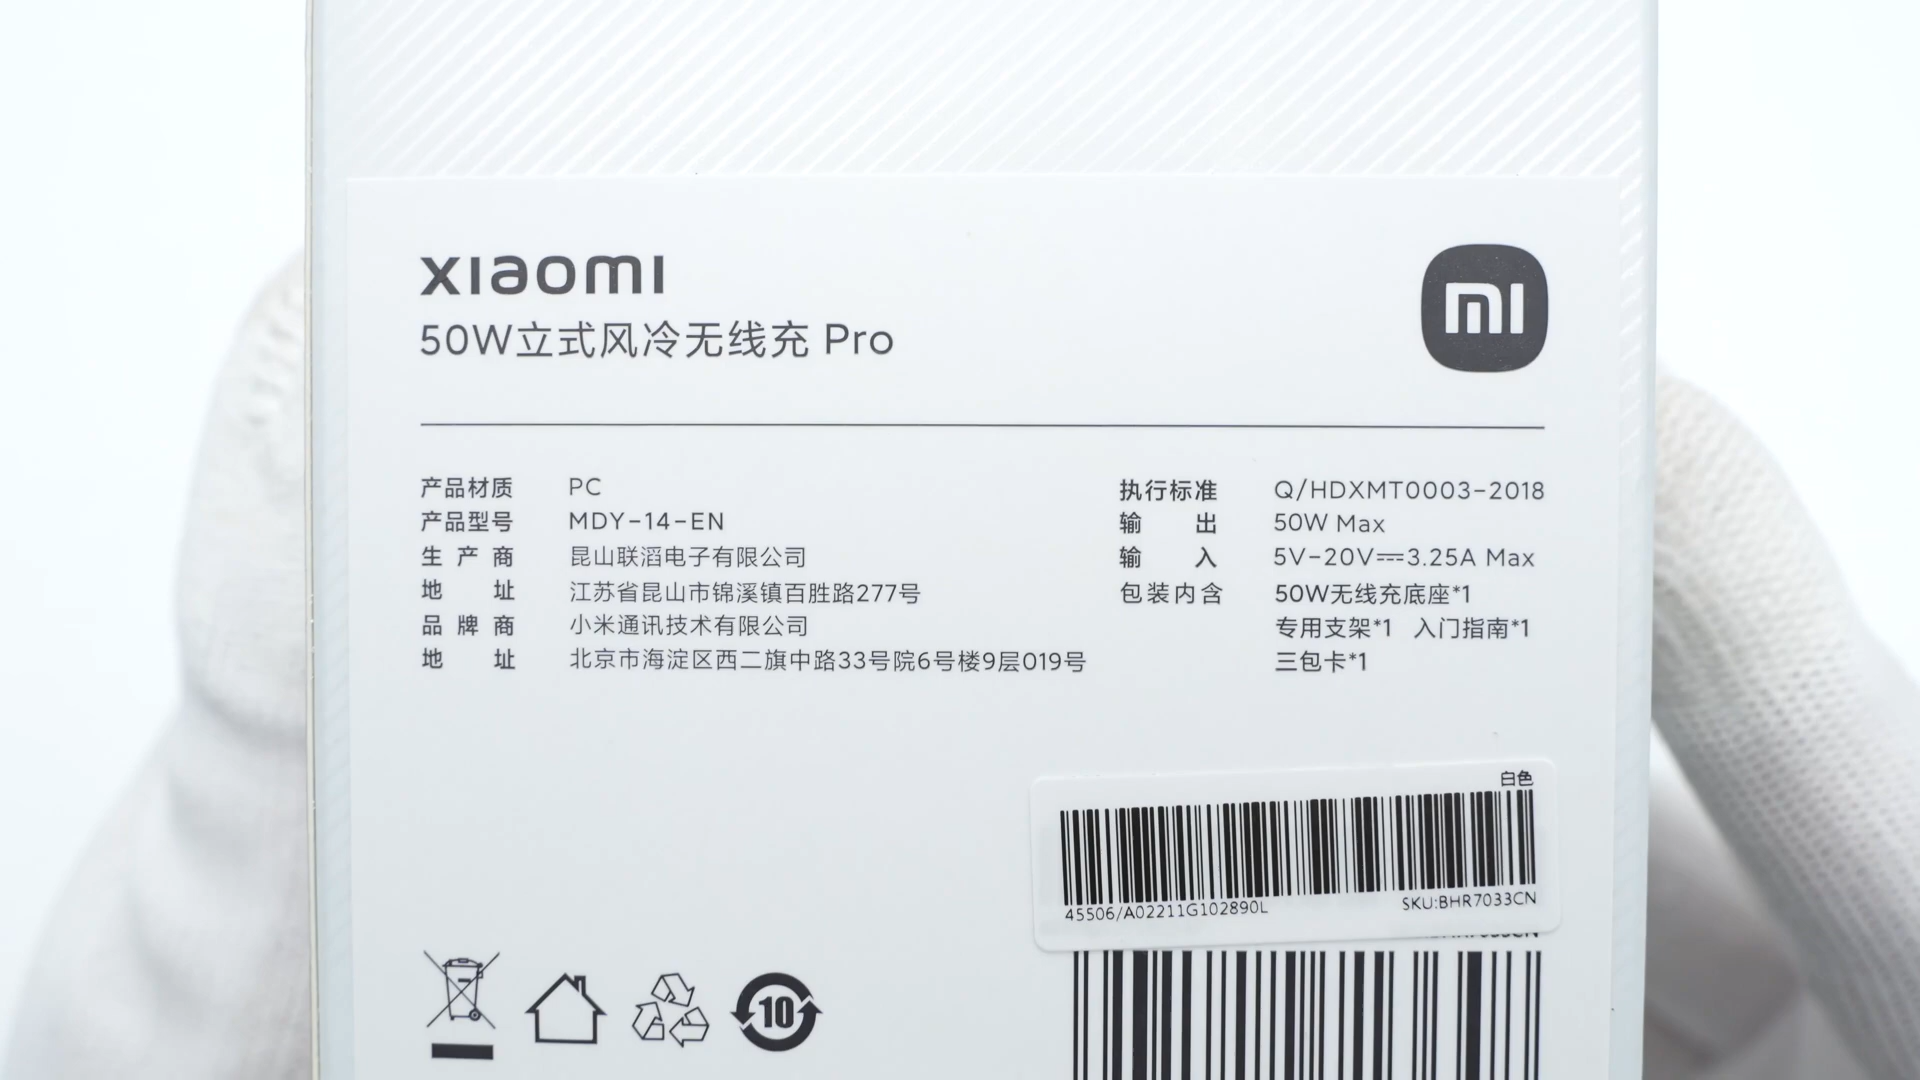 xiaomi
mi
50W立式风冷无线充 Pro
产品材质 PC
产品型号 MDY-14-EN
生产商 昆山联滔电子有限公司
地址 江苏省昆山市锦溪镇百胜路277号
品牌商 小米通讯技术有限公司
地址 北京市海淀区西二旗中路33号院6号楼9层019号
执行标准 Q/HDXMT0003-2018
输出 50W Max
输入 5V-20V⎓3.25A Max
包装内含 50W无线充底座*1
专用支架*1 入门指南*1
三包卡*1
白色
45506/A02211G102890L SKU:BHR7033CN
10